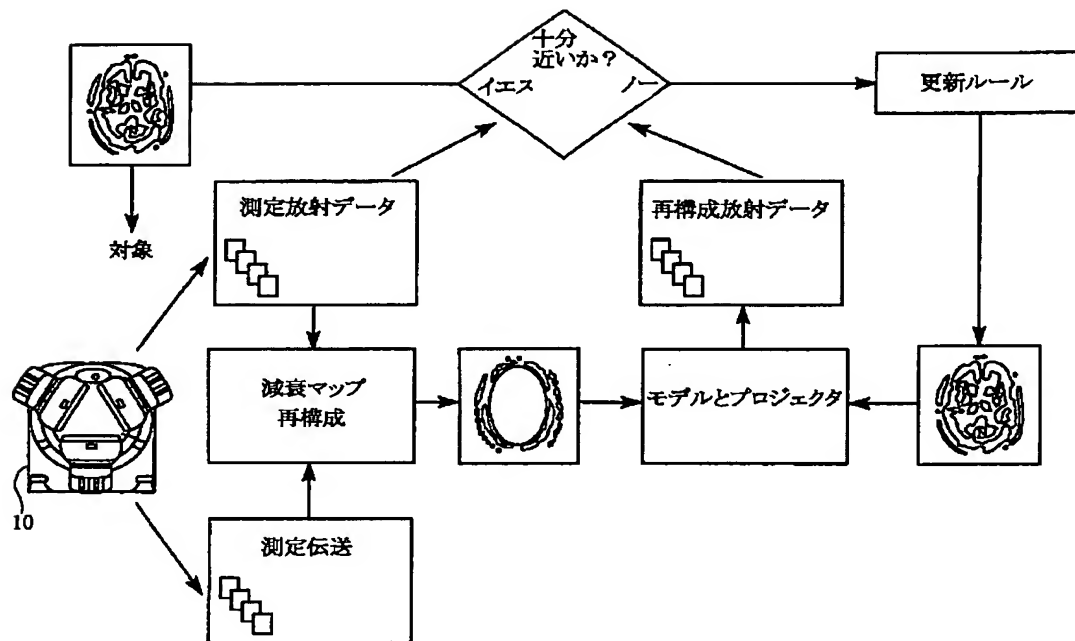 十分
近いか？
イエス
ノー
更新ルール
測定放射データ
再構成放射データ
対象
減衰マップ
再構成
モデルとプロジェクタ
10
測定伝送